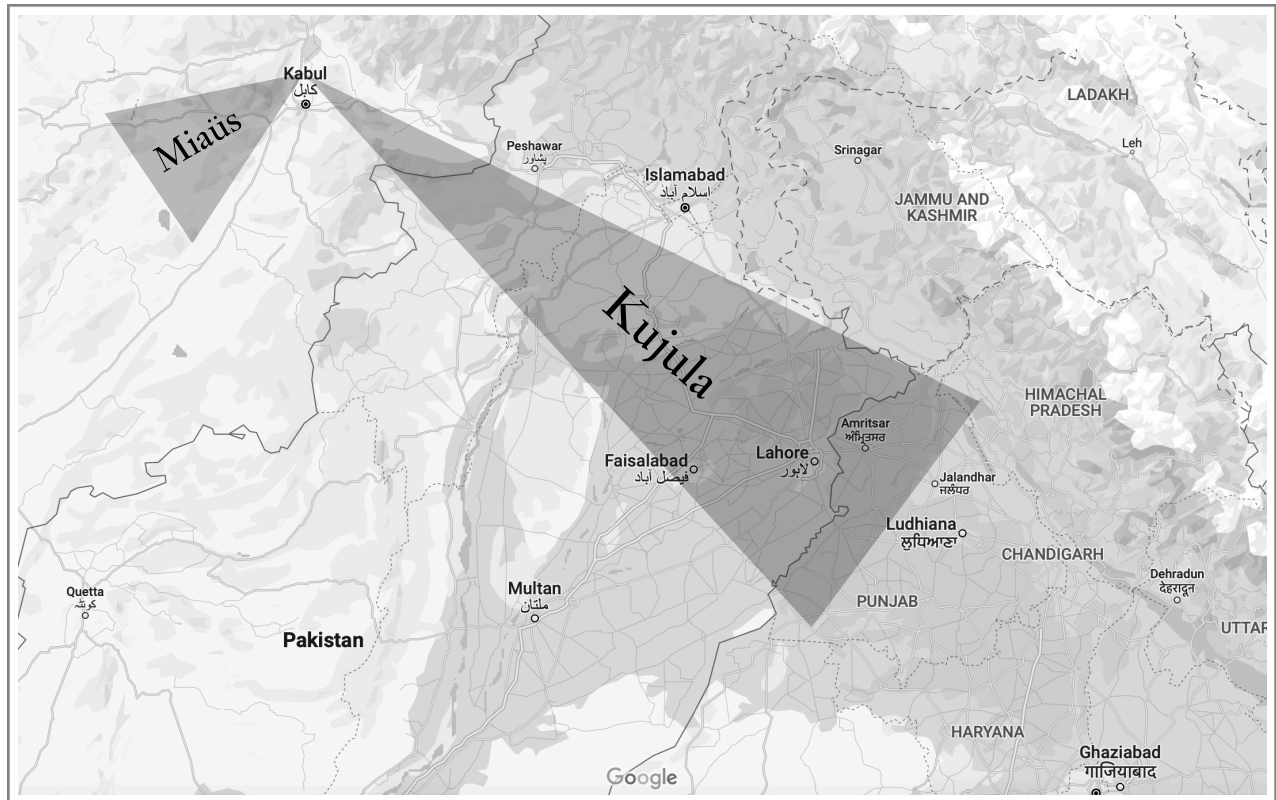 Kabul
كابل
Miaüs
LADAKH
Peshawar
پشاور
Srinagar
Leh
Islamabad
اسلام آباد
JAMMU AND
KASHMIR
Kujula
HIMACHAL
PRADESH
Amritsar
ਅੰਮ੍ਰਿਤਸਰ
Lahore
لاہور
Faisalabad
فیصل آباد
Jalandhar
ਜਲੰਧਰ
Ludhiana
ਲੁਧਿਆਣਾ
CHANDIGARH
Dehradun
देहरादून
Quetta
کوئٹہ
Multan
ملتان
PUNJAB
Pakistan
UTTAR
HARYANA
Ghaziabad
गाजियाबाद
Google